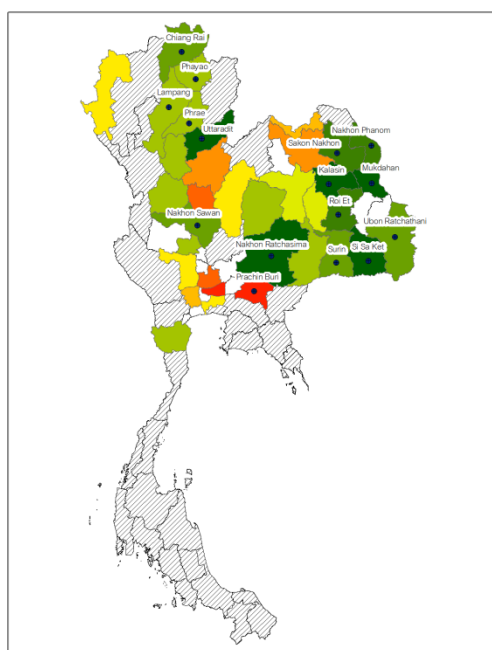 Chiang Rai
Phayao
Lampang
Phrae
Uttaradit
Nakhon Phanom
Sakon Nakhon
Kalasin
Mukdahan
Roi Et
Nakhon Sawan
Ubon Ratchathani
Nakhon Ratchasima
Surin
Si Sa Ket
Prachin Buri